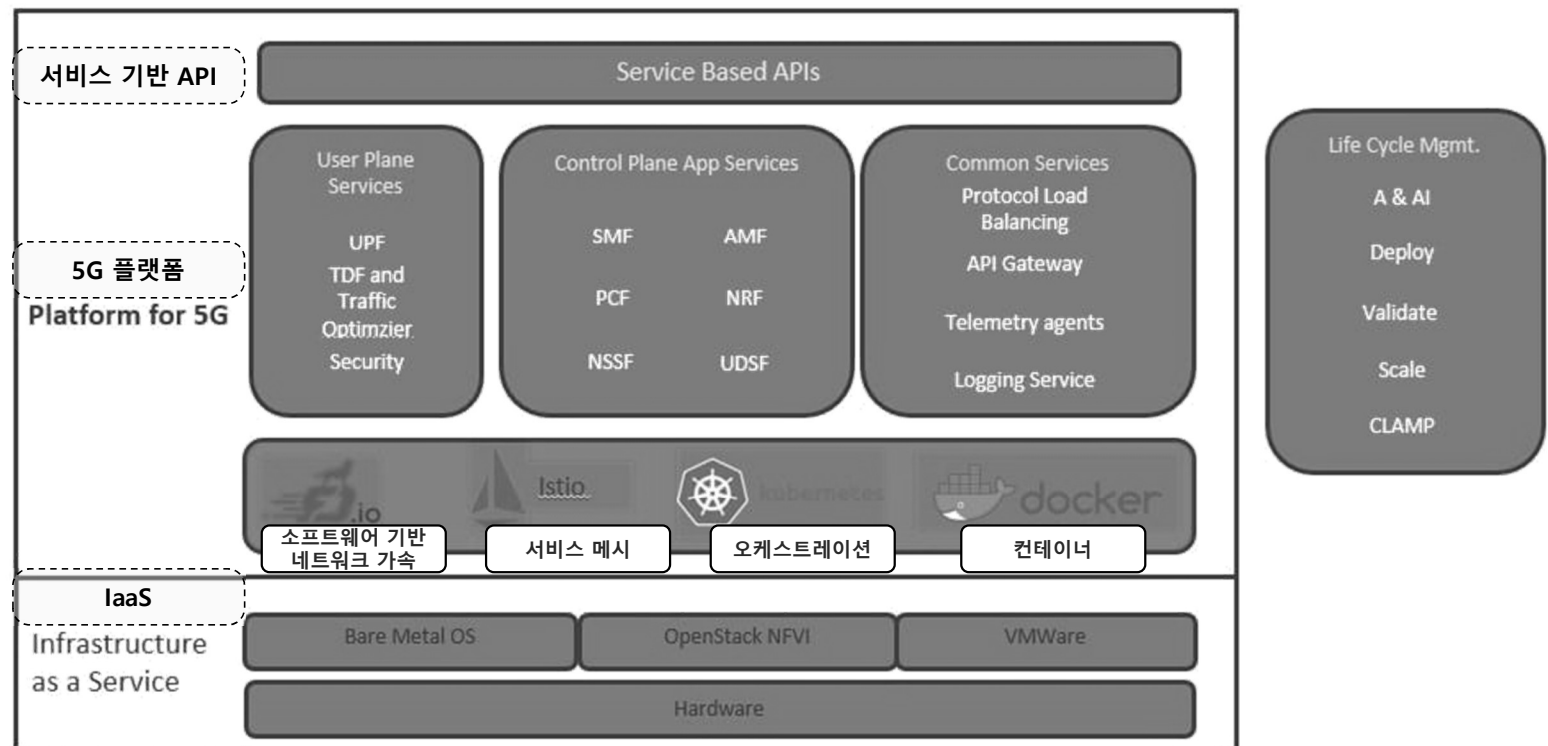 서비스 기반 API
Service Based APIs
User Plane
Services
UPF
TDF and
Traffic
Optimzier
Security
Control Plane App Services
SMF AMF
PCF NRF
NSSF UDSF
Common Services
Protocol Load
Balancing
API Gateway
Telemetry agents
Logging Service
Life Cycle Mgmt.
A & AI
Deploy
Validate
Scale
CLAMP
5G 플랫폼
Platform for 5G
.io
Istio
kubernetes
docker
소프트웨어 기반
네트워크 가속
서비스 메시
오케스트레이션
컨테이너
IaaS
Infrastructure
as a Service
Bare Metal OS
OpenStack NFVI
VMWare
Hardware